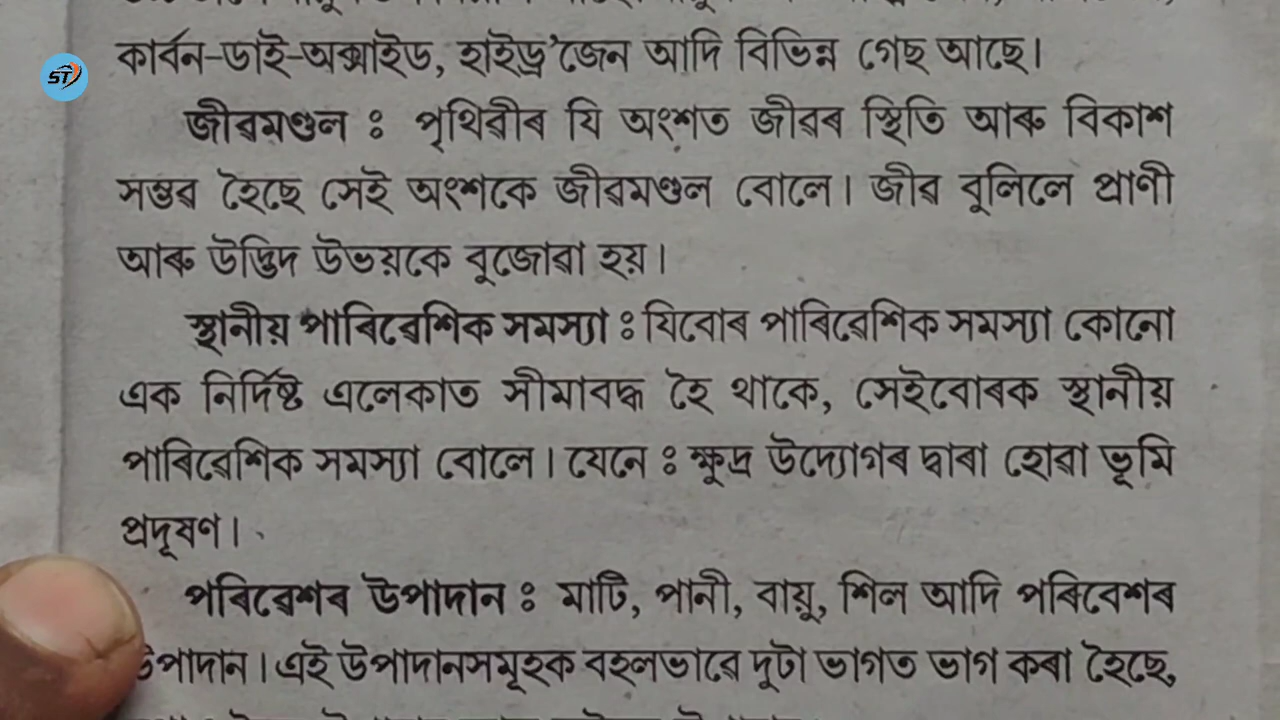 ST
কাৰ্বন-ডাই-অক্সাইড, হাইড্ৰ'জেন আদি বিভিন্ন গেছ আছে।
জীৱমণ্ডল ঃ পৃথিৱীৰ যি অংশত জীৱৰ স্থিতি আৰু বিকাশ
সম্ভৱ হৈছে সেই অংশকে জীৱমণ্ডল বোলে। জীৱ বুলিলে প্ৰাণী
আৰু উদ্ভিদ উভয়কে বুজোৱা হয়।
স্থানীয় পাৰিৱেশিক সমস্যা ঃ যিবোৰ পাৰিৱেশিক সমস্যা কোনো
এক নিৰ্দিষ্ট এলেকাত সীমাবদ্ধ হৈ থাকে, সেইবোৰক স্থানীয়
পাৰিৱেশিক সমস্যা বোলে। যেনে ঃ ক্ষুদ্ৰ উদ্যোগৰ দ্বাৰা হোৱা ভূমি
প্ৰদূষণ।
পৰিৱেশৰ উপাদান ঃ মাটি, পানী, বায়ু, শিল আদি পৰিবেশৰ
উপাদান। এই উপাদানসমূহক বহলভাৱে দুটা ভাগত ভাগ কৰা হৈছে,